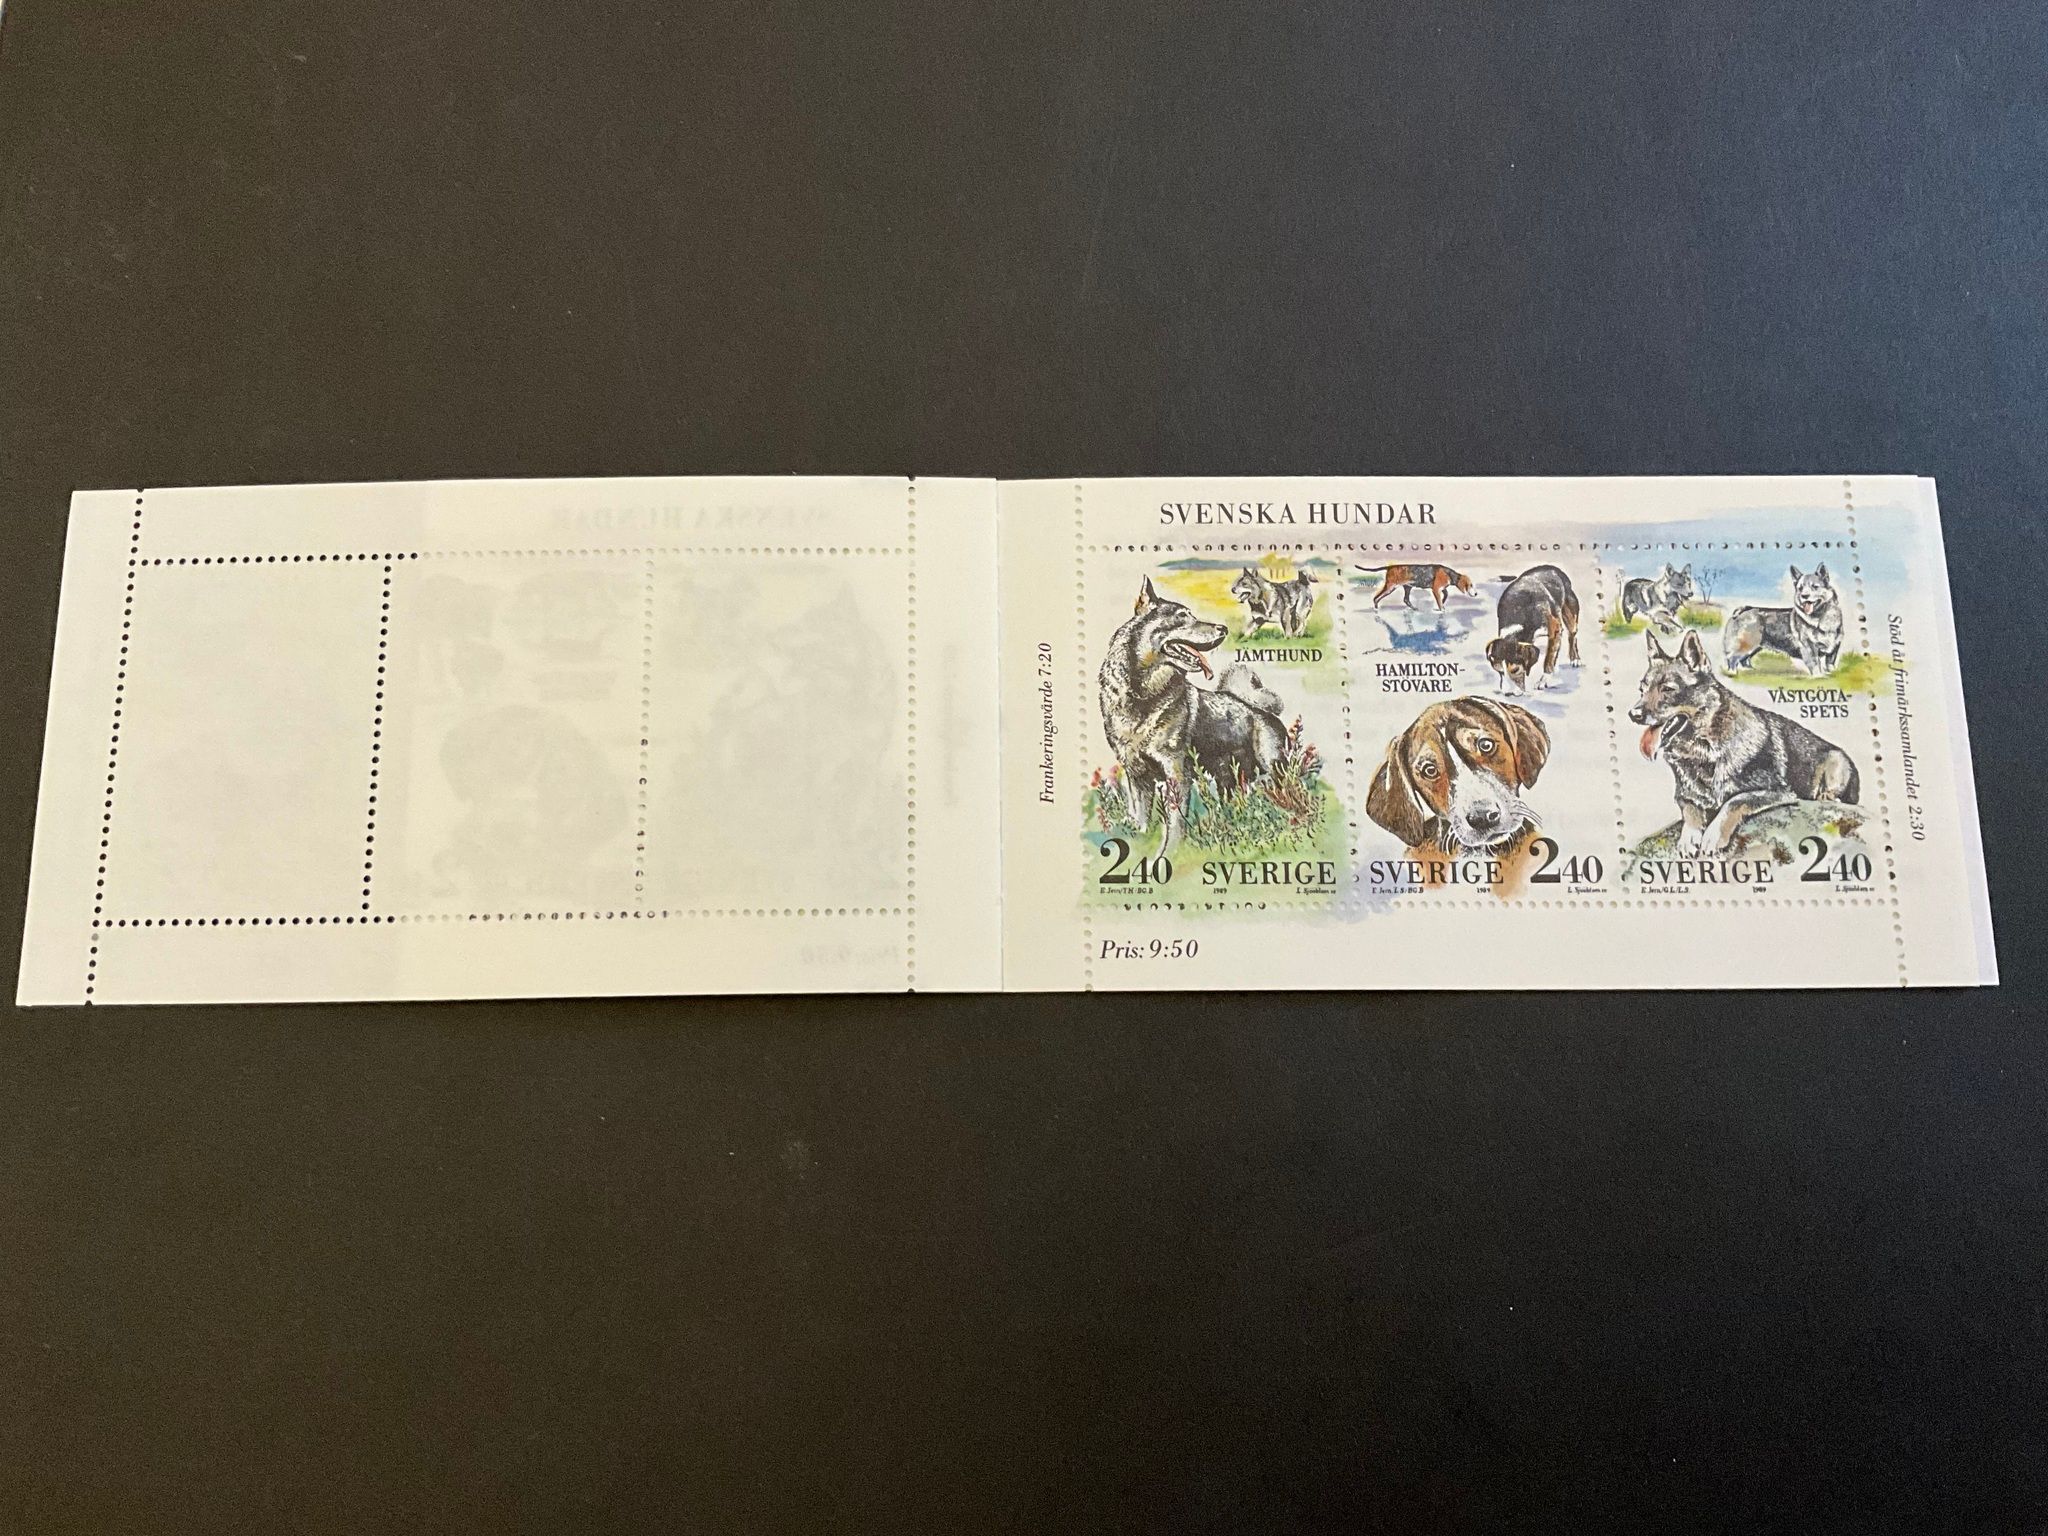 SVENSKA HUNDAR
Frankeringsvärde 7:20
JÄMTHUND
2 40 SVERIGE
1989
HAMILTON-
STÖVARE
SVERIGE 2 40
1989
VÄSTGÖTA-
SPETS
SVERIGE 2 40
1989
Stöd åt frimärkssamlandet 2:30
Pris: 9:50